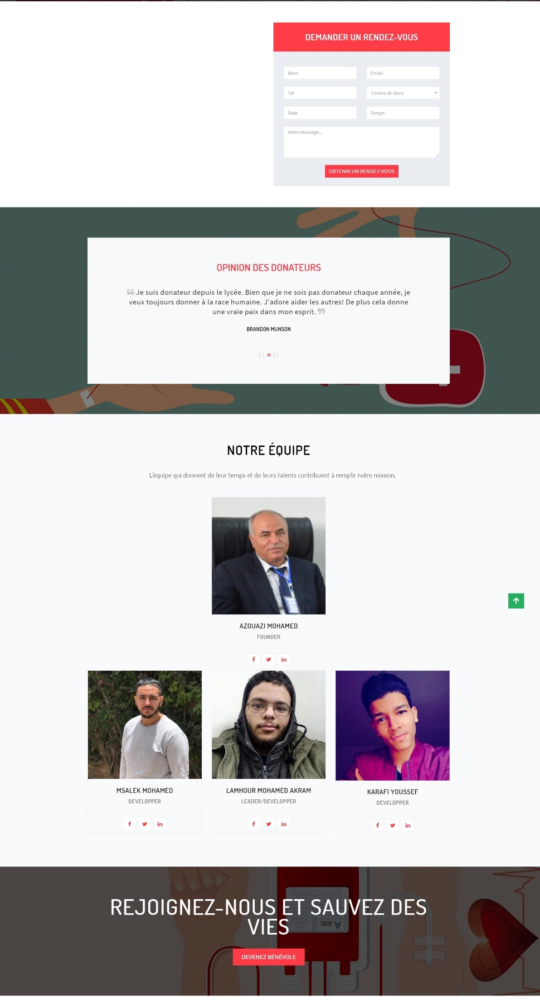 DEMANDER UN RENDEZ-VOUS
Nom
Email
Tel
Centre de dons
Date
Temps
Votre message...
OBTENIR UN RENDEZ-VOUS
OPINION DES DONATEURS
❝ Je suis donateur depuis le lycée. Bien que je ne sois pas donateur chaque année, je
veux toujours donner à la race humaine. J'adore aider les autres! De plus cela donne
une vraie paix dans mon esprit. ❞
BRANDON MUNSON
NOTRE ÉQUIPE
L'équipe qui donnent de leur temps et de leurs talents contribuent à remplir notre mission.
AZOUAZI MOHAMED
FOUNDER
MSALEK MOHAMED
DEVELOPPER
LAMHOUR MOHAMED AKRAM
LEADER/DEVELOPPER
KARAFI YOUSSEF
DEVELOPPER
REJOIGNEZ-NOUS ET SAUVEZ DES
VIES
A
DEVENEZ BÉNÉVOLE